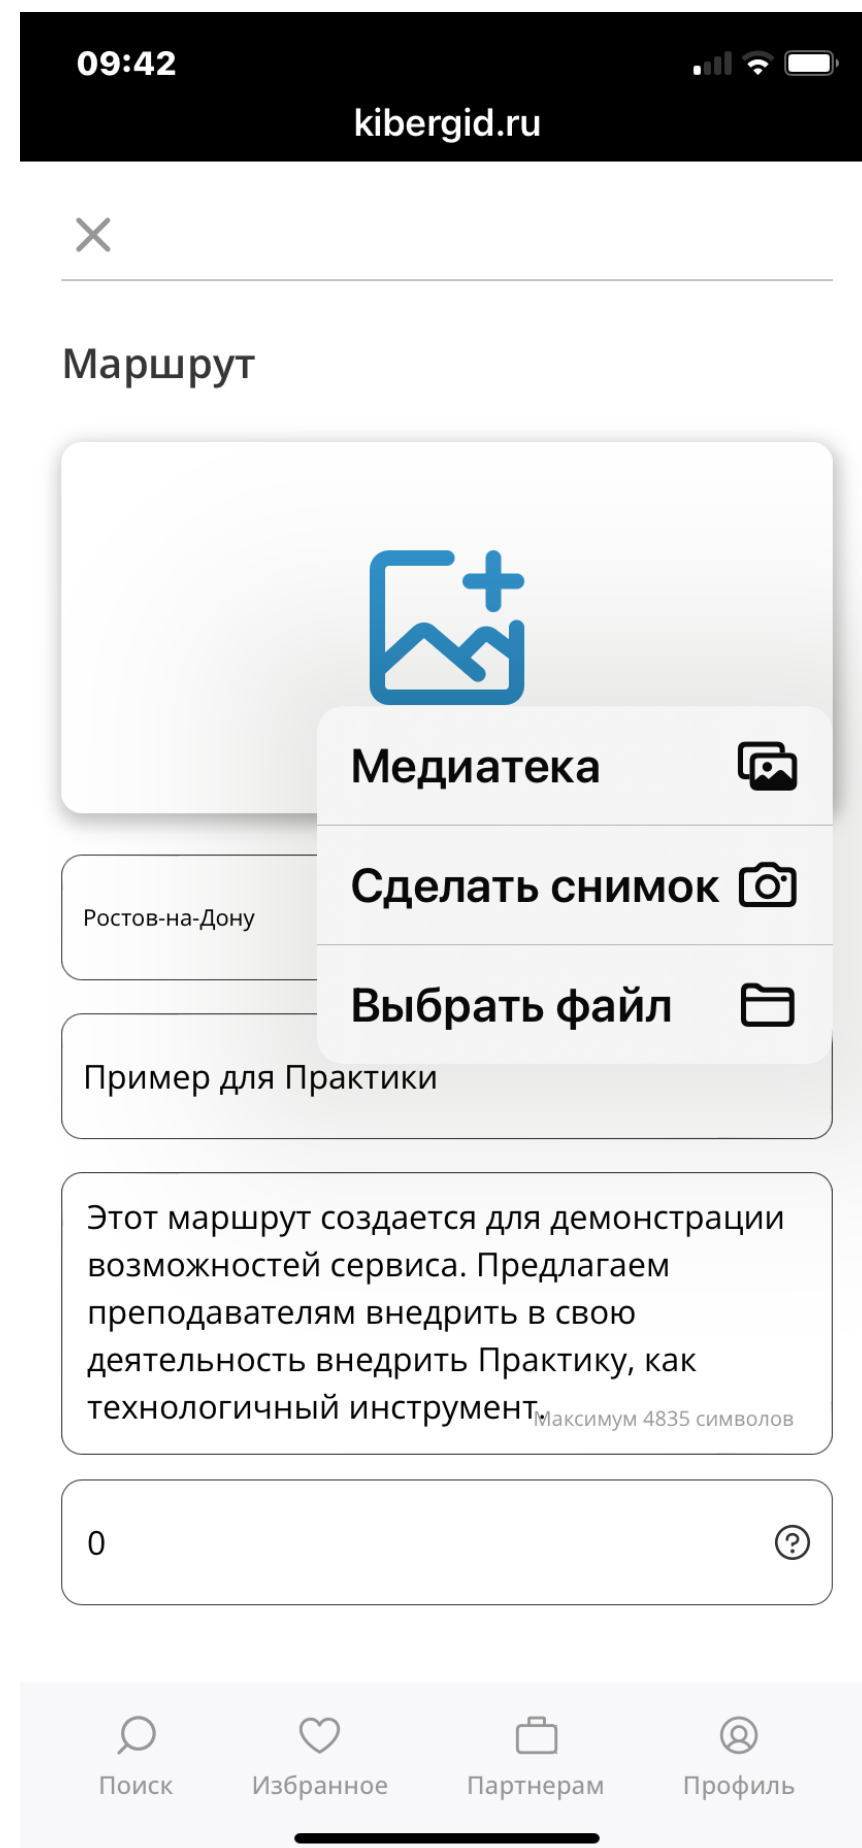 09:42
kibergid.ru
Маршрут
Медиатека
Сделать снимок
Ростов-на-Дону
Выбрать файл
Пример для Практики
Этот маршрут создается для демонстрации
возможностей сервиса. Предлагаем
преподавателям внедрить в свою
деятельность внедрить Практику, как
технологичный инструмент.
Максимум 4835 символов
0
Поиск
Избранное
Партнерам
Профиль